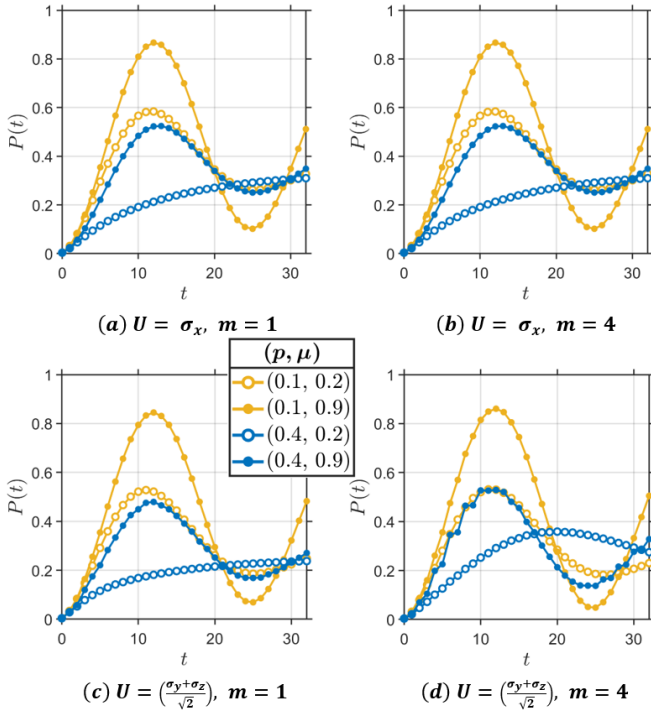 1
0.8
0.6
0.4
0.2
0
P(t)
0 10 20 30
t
(a) U = σx, m = 1
1
0.8
0.6
0.4
0.2
0
P(t)
0 10 20 30
t
(b) U = σx, m = 4
(p, μ)
(0.1, 0.2)
(0.1, 0.9)
(0.4, 0.2)
(0.4, 0.9)
1
0.8
0.6
0.4
0.2
0
P(t)
0 10 20 30
t
(c) U = (σy+σz/√2), m = 1
1
0.8
0.6
0.4
0.2
0
P(t)
0 10 20 30
t
(d) U = (σy+σz/√2), m = 4